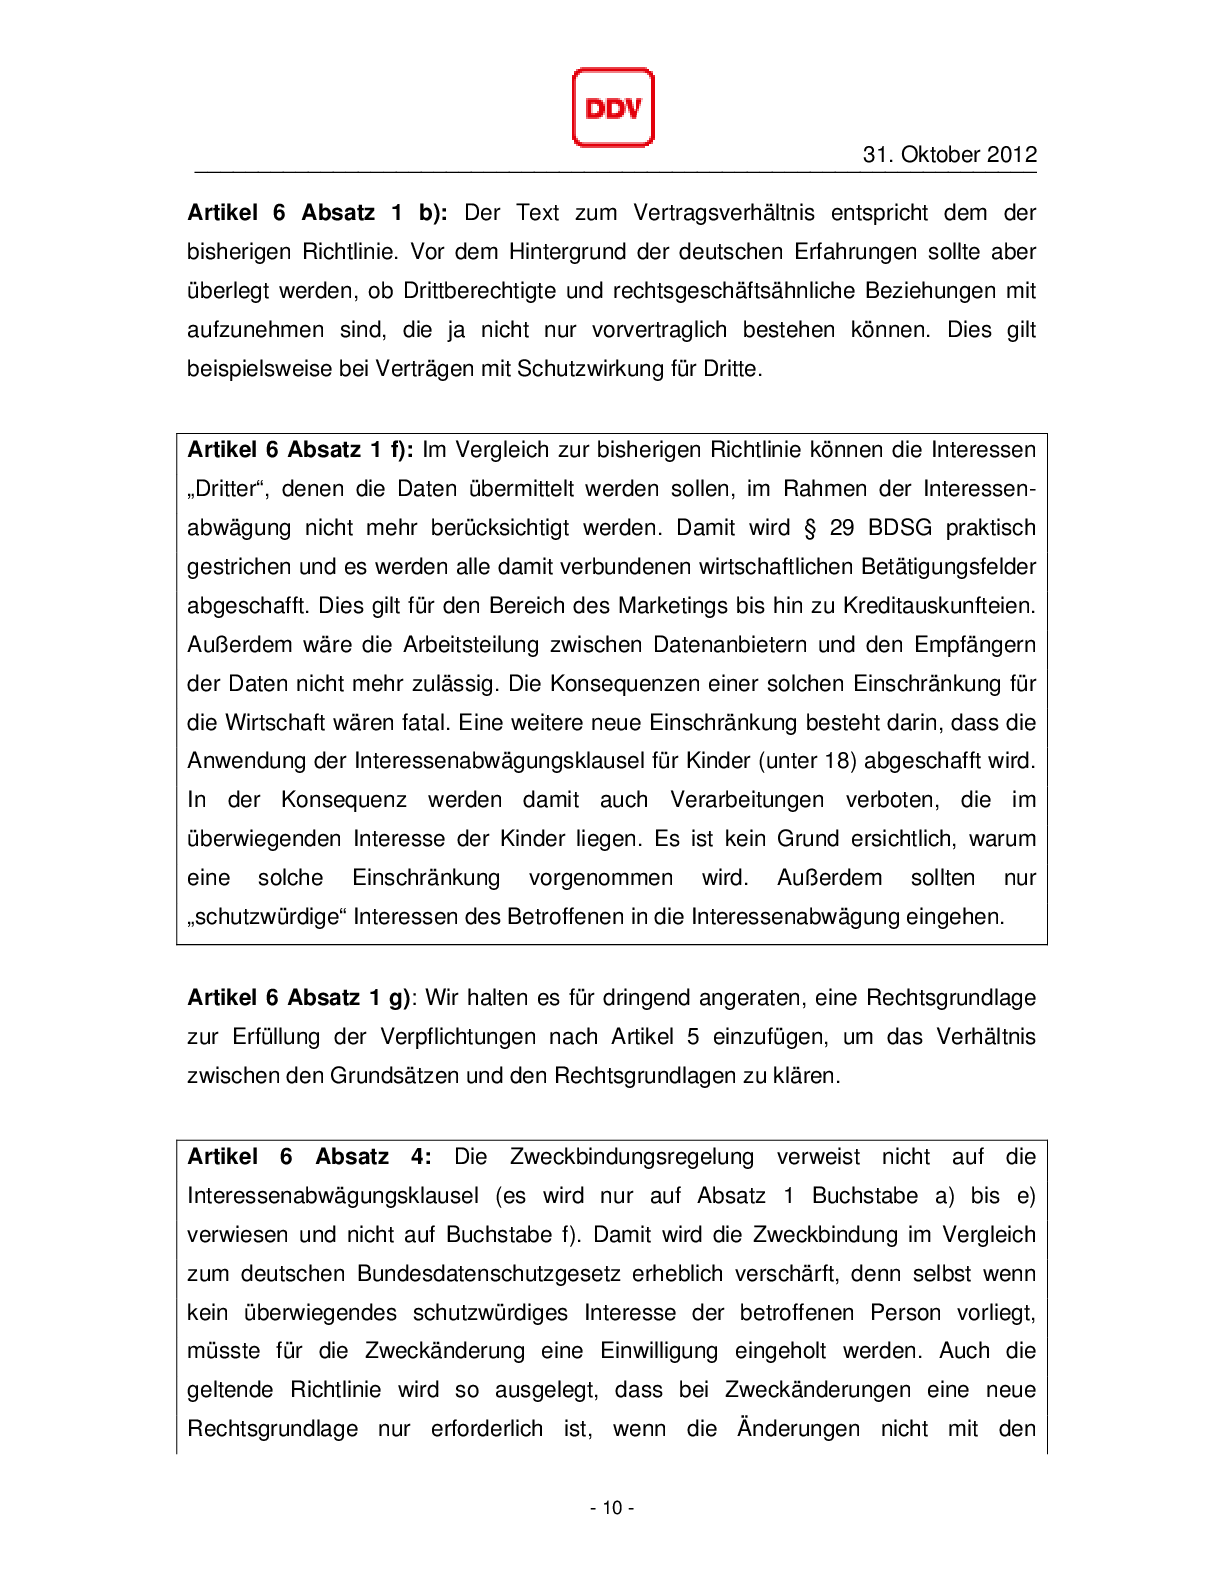 DDV
31. Oktober 2012
Artikel 6 Absatz 1 b): Der Text zum Vertragsverhältnis entspricht dem der
bisherigen Richtlinie. Vor dem Hintergrund der deutschen Erfahrungen sollte aber
überlegt werden, ob Drittberechtigte und rechtsgeschäftsähnliche Beziehungen mit
aufzunehmen sind, die ja nicht nur vorvertraglich bestehen können. Dies gilt
beispielsweise bei Verträgen mit Schutzwirkung für Dritte.
Artikel 6 Absatz 1 f): Im Vergleich zur bisherigen Richtlinie können die Interessen
„Dritter“, denen die Daten übermittelt werden sollen, im Rahmen der Interessen-
abwägung nicht mehr berücksichtigt werden. Damit wird § 29 BDSG praktisch
gestrichen und es werden alle damit verbundenen wirtschaftlichen Betätigungsfelder
abgeschafft. Dies gilt für den Bereich des Marketings bis hin zu Kreditauskunfteien.
Außerdem wäre die Arbeitsteilung zwischen Datenanbietern und den Empfängern
der Daten nicht mehr zulässig. Die Konsequenzen einer solchen Einschränkung für
die Wirtschaft wären fatal. Eine weitere neue Einschränkung besteht darin, dass die
Anwendung der Interessenabwägungsklausel für Kinder (unter 18) abgeschafft wird.
In der Konsequenz werden damit auch Verarbeitungen verboten, die im
überwiegenden Interesse der Kinder liegen. Es ist kein Grund ersichtlich, warum
eine solche Einschränkung vorgenommen wird. Außerdem sollten nur
„schutzwürdige“ Interessen des Betroffenen in die Interessenabwägung eingehen.
Artikel 6 Absatz 1 g): Wir halten es für dringend angeraten, eine Rechtsgrundlage
zur Erfüllung der Verpflichtungen nach Artikel 5 einzufügen, um das Verhältnis
zwischen den Grundsätzen und den Rechtsgrundlagen zu klären.
Artikel 6 Absatz 4: Die Zweckbindungsregelung verweist nicht auf die
Interessenabwägungsklausel (es wird nur auf Absatz 1 Buchstabe a) bis e)
verwiesen und nicht auf Buchstabe f). Damit wird die Zweckbindung im Vergleich
zum deutschen Bundesdatenschutzgesetz erheblich verschärft, denn selbst wenn
kein überwiegendes schutzwürdiges Interesse der betroffenen Person vorliegt,
müsste für die Zweckänderung eine Einwilligung eingeholt werden. Auch die
geltende Richtlinie wird so ausgelegt, dass bei Zweckänderungen eine neue
Rechtsgrundlage nur erforderlich ist, wenn die Änderungen nicht mit den
- 10 -